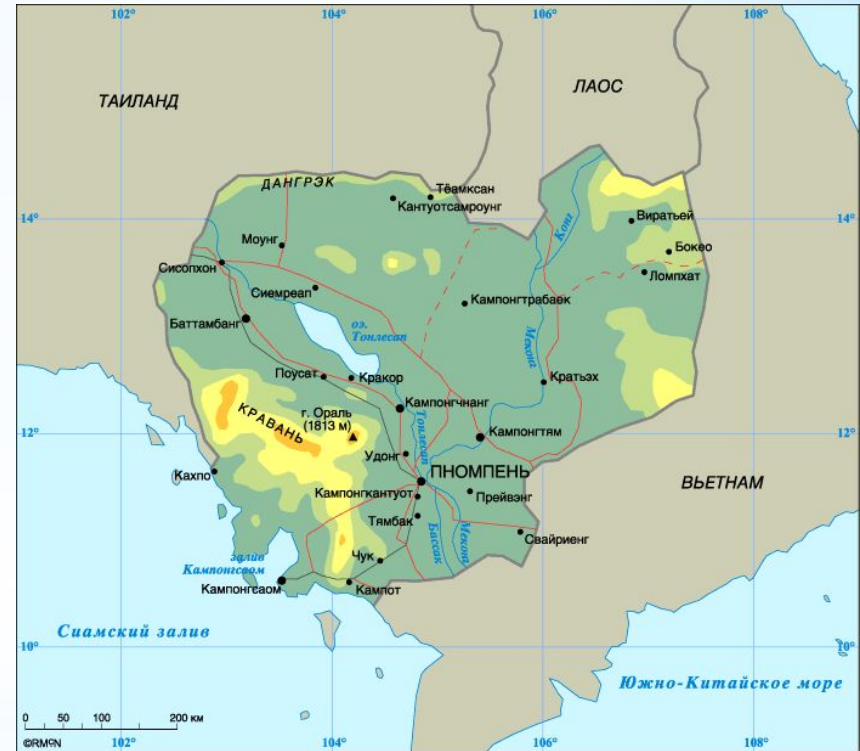 102°
104°
106°
108°
ТАИЛАНД
ЛАОС
ДАНГРЭК
Тёамксан
Кантуотсамроунг
14°
Виратьей
Конг
Моунг
Бокео
Сисопхон
Ломпхат
Сиемреап
Кампонгтрабаек
Баттамбанг
оз.
Тонлесап
Меконг
Поусат
Кракор
Кратьэх
г. Ораль
(1813 м)
Кампонгчнанг
КРАВАНЬ
Тонлесап
12°
12°
Кампонгтям
Удонг
ПНОМПЕНЬ
ВЬЕТНАМ
Кахпо
Кампонгкантуот
Прейвэнг
Тямбак
Бассак
Меконг
Свайриенг
залив
Кампонгсаом
Чук
Кампонгсаом
Кампот
Сиамский залив
10°
10°
Южно-Китайское море
0 50 100 200 км
102°
104°
106°
108°